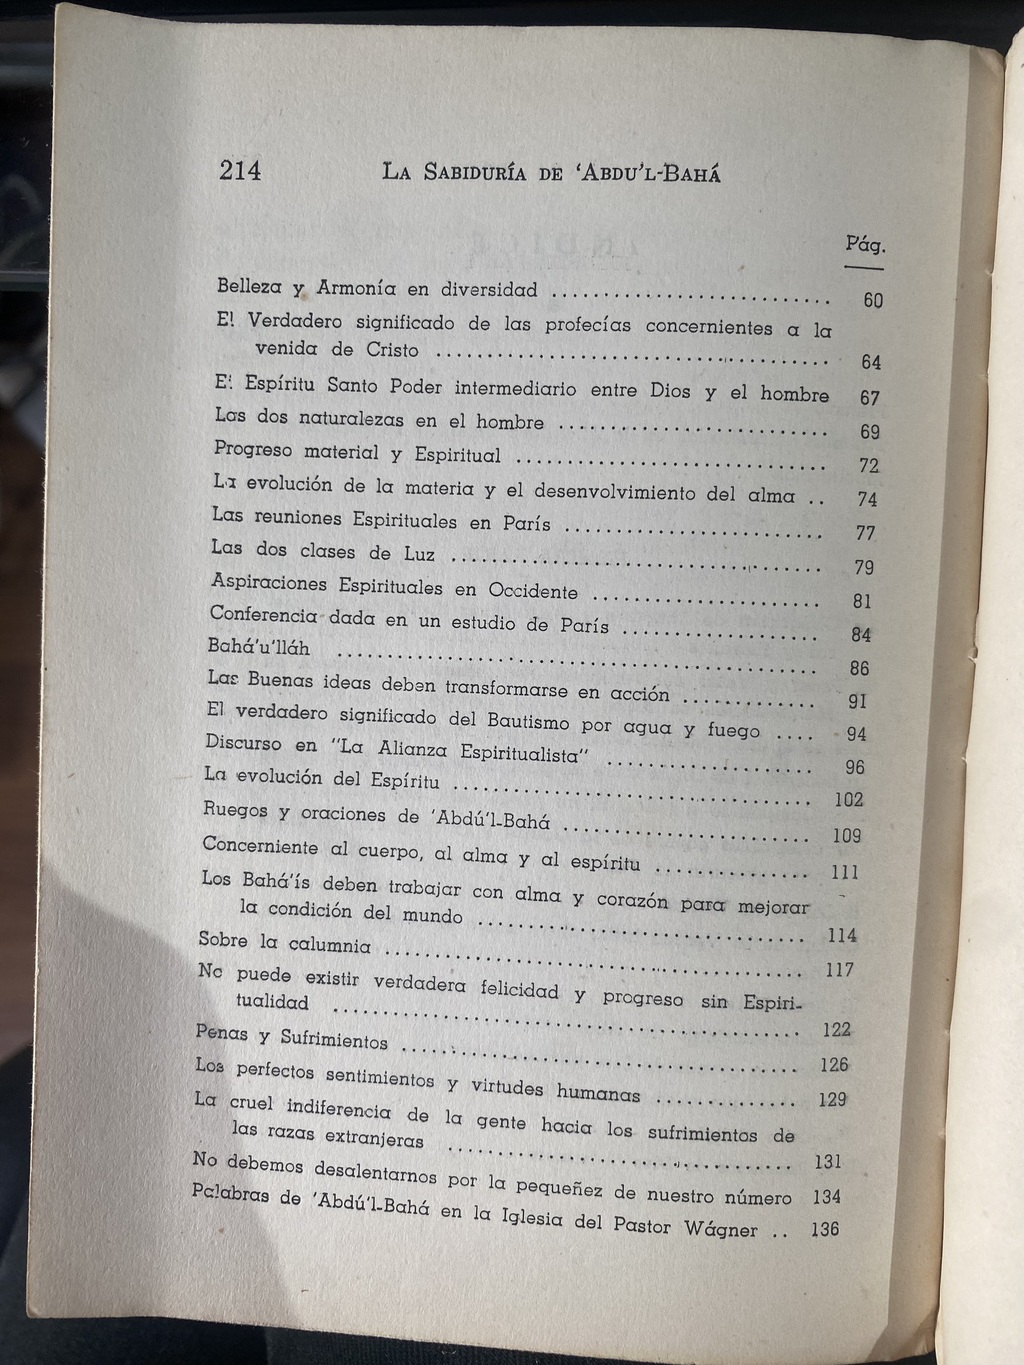 214 LA SABIDURÍA DE ‘ABDU’L-BAHÁ
Pág.
Belleza y Armonía en diversidad ........................... 60
El Verdadero significado de las profecías concernientes a la
venida de Cristo ....................................... 64
El Espíritu Santo Poder intermediario entre Dios y el hombre 67
Las dos naturalezas en el hombre .......................... 69
Progreso material y Espiritual .............................. 72
La evolución de la materia y el desenvolvimiento del alma .. 74
Las reuniones Espirituales en París ......................... 77
Las dos clases de Luz ..................................... 79
Aspiraciones Espirituales en Occidente ...................... 81
Conferencia dada en un estudio de París ................... 84
Bahá'u'lláh ................................................ 86
Las Buenas ideas deben transformarse en acción ............. 91
El verdadero significado del Bautismo por agua y fuego .... 94
Discurso en "La Alianza Espiritualista" .................... 96
La evolución del Espíritu ................................... 102
Ruegos y oraciones de 'Abdú'l-Bahá ........................ 109
Concerniente al cuerpo, al alma y al espíritu ............... 111
Los Bahá'ís deben trabajar con alma y corazón para mejorar
la condición del mundo ................................ 114
Sobre la calumnia ......................................... 117
No puede existir verdadera felicidad y progreso sin Espiri-
tualidad .............................................. 122
Penas y Sufrimientos ....................................... 126
Los perfectos sentimientos y virtudes humanas .............. 129
La cruel indiferencia de la gente hacia los sufrimientos de
las razas extranjeras .................................. 131
No debemos desalentarnos por la pequeñez de nuestro número 134
Palabras de 'Abdú'l-Bahá en la Iglesia del Pastor Wágner .. 136